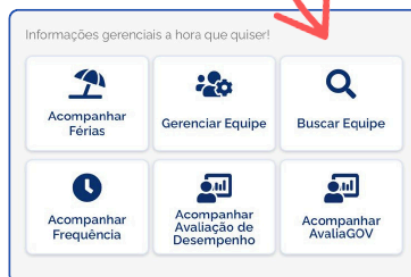 Informações gerenciais a hora que quiser!
Acompanhar
Férias
Gerenciar Equipe
Buscar Equipe
Acompanhar
Frequência
Acompanhar
Avaliação de
Desempenho
Acompanhar
AvaliaGOV